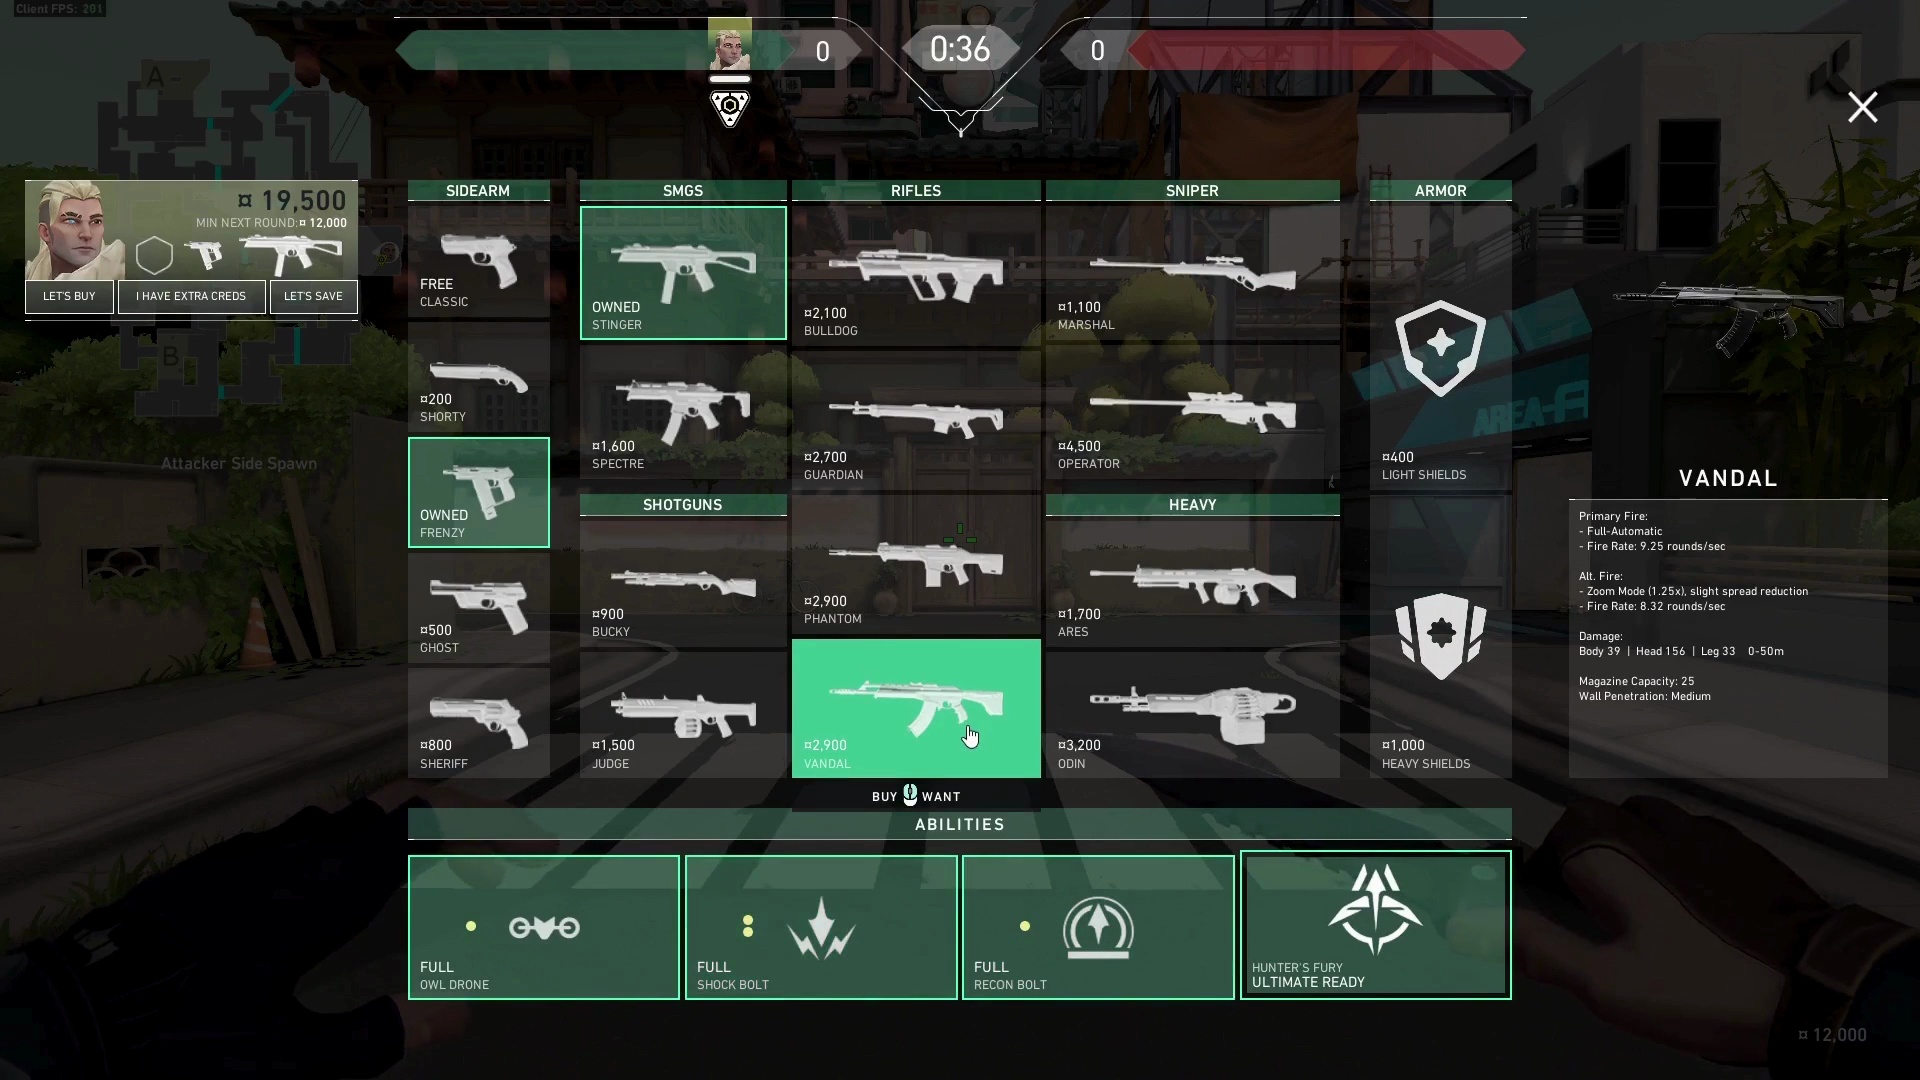 Client FPS: 201
0
0:36
0
A
B
Attacker Side Spawn
¤ 19,500
MIN NEXT ROUND: ¤ 12,000
LET'S BUY
I HAVE EXTRA CREDS
LET'S SAVE
SIDEARM
FREE
CLASSIC
¤200
SHORTY
OWNED
FRENZY
¤500
GHOST
¤800
SHERIFF
SMGS
OWNED
STINGER
¤1,600
SPECTRE
SHOTGUNS
¤900
BUCKY
¤1,500
JUDGE
RIFLES
¤2,100
BULLDOG
¤2,700
GUARDIAN
¤2,900
PHANTOM
¤2,900
VANDAL
BUY WANT
SNIPER
¤1,100
MARSHAL
¤4,500
OPERATOR
HEAVY
¤1,700
ARES
¤3,200
ODIN
ARMOR
¤400
LIGHT SHIELDS
¤1,000
HEAVY SHIELDS
AREA-A
VANDAL
Primary Fire:
- Full-Automatic
- Fire Rate: 9.25 rounds/sec
Alt. Fire:
- Zoom Mode (1.25x), slight spread reduction
- Fire Rate: 8.32 rounds/sec
Damage:
Body 39 | Head 156 | Leg 33 0-50m
Magazine Capacity: 25
Wall Penetration: Medium
ABILITIES
FULL
OWL DRONE
FULL
SHOCK BOLT
FULL
RECON BOLT
HUNTER'S FURY
ULTIMATE READY
¤ 12,000